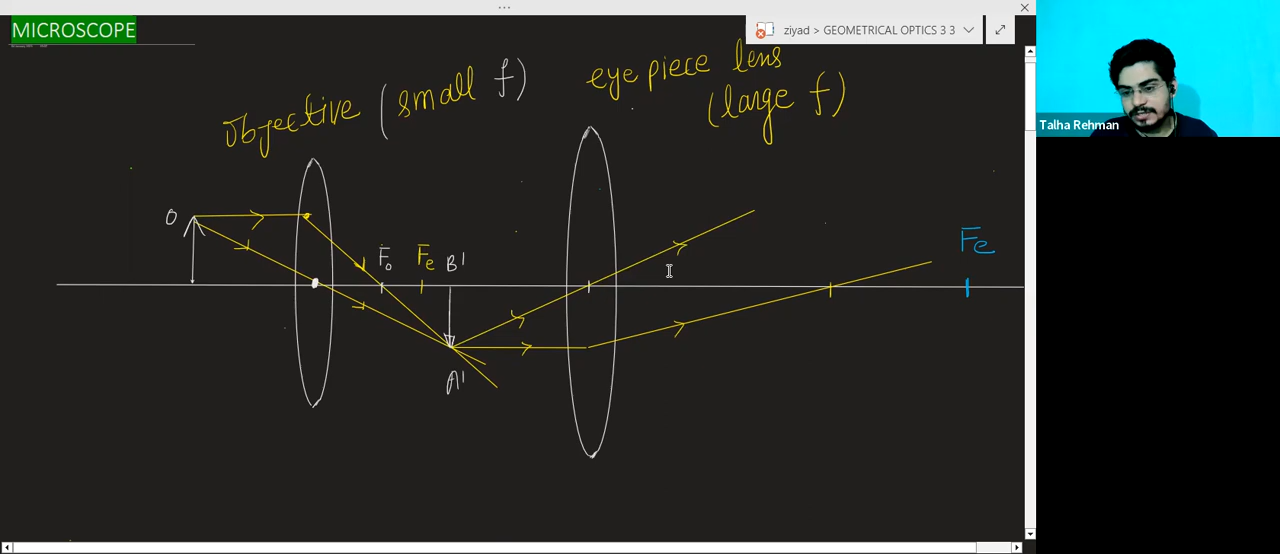 MICROSCOPE
ziyad > GEOMETRICAL OPTICS 3 3
Talha Rehman
objective (small f)
eye piece lens
(large f)
O
Fo
Fe
B'
Fe
A'